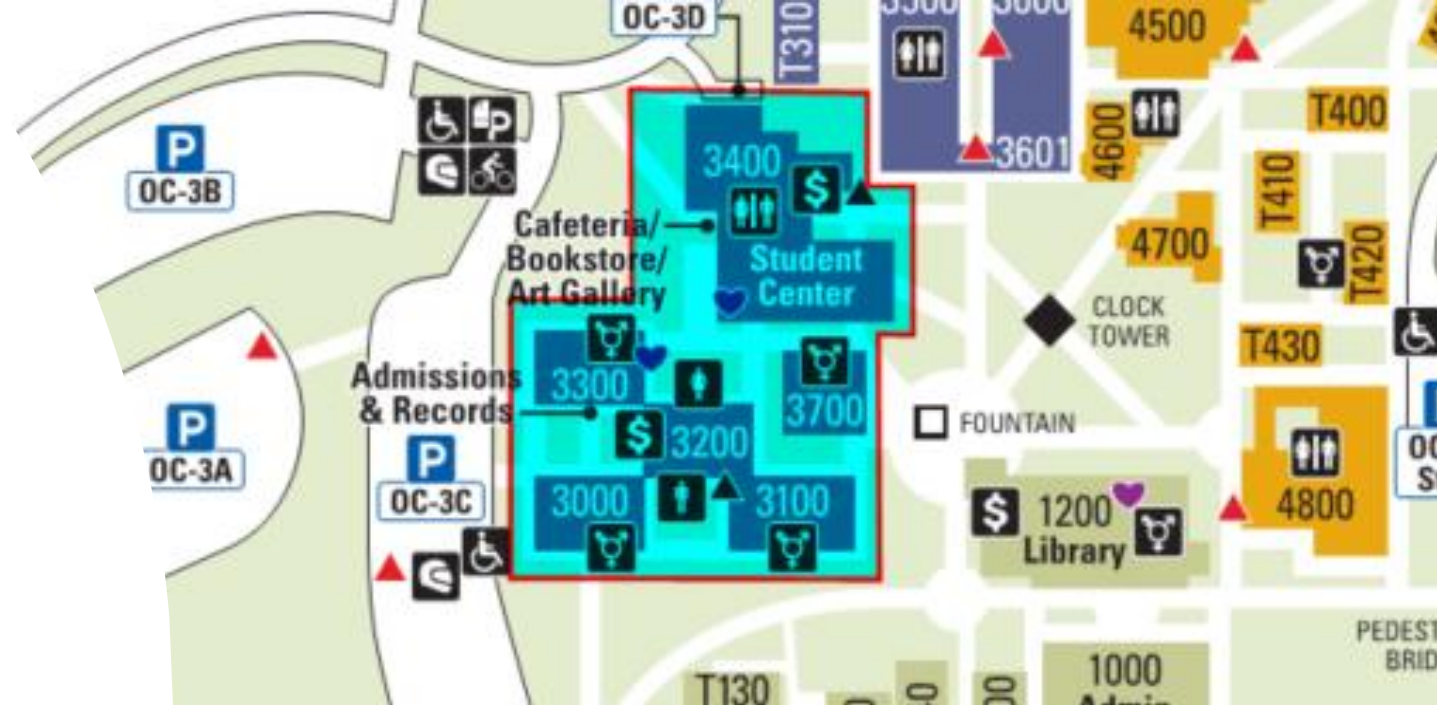 OC-3D
T310
3500
3600
4500
P
OC-3B
P
3400
$
3601
4600
T400
T410
T420
4700
Cafeteria/
Bookstore/
Art Gallery
Student
Center
CLOCK
TOWER
T430
Admissions
& Records
3300
3700
$
3200
FOUNTAIN
P
OC-3A
P
OC-3C
3000
3100
$
1200
Library
4800
T130
1000
PEDEST
BRID